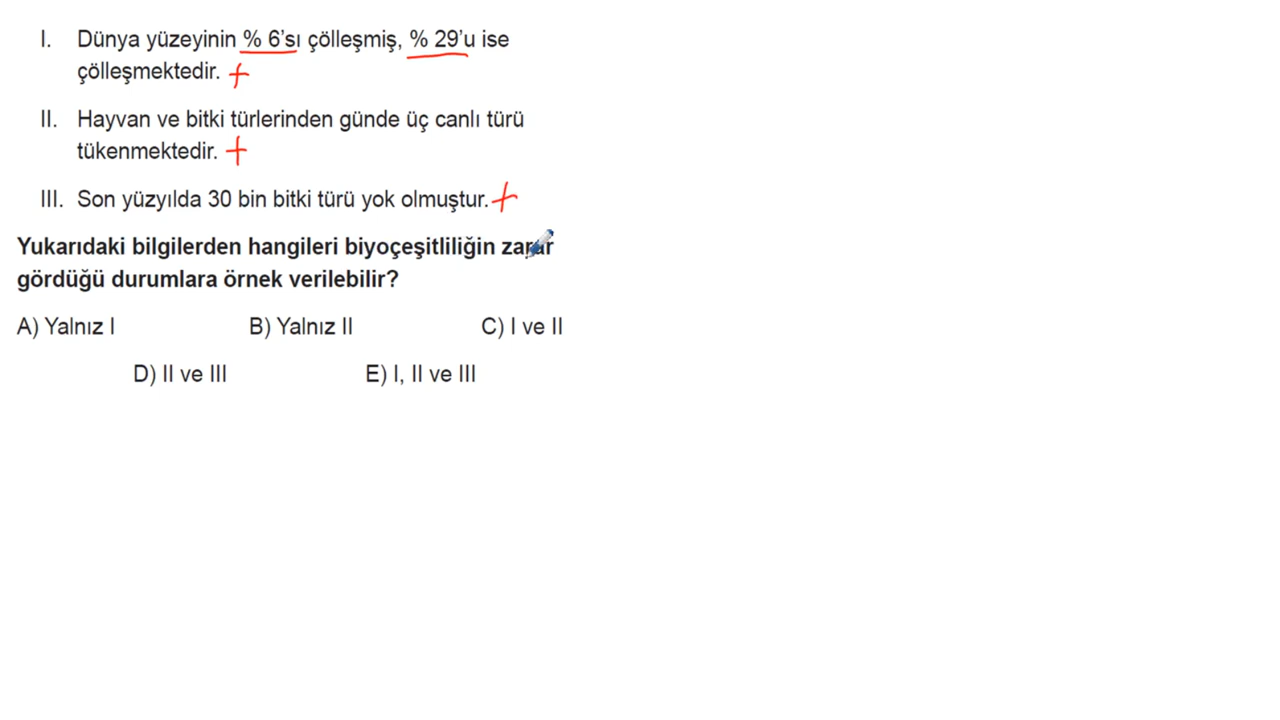 I. Dünya yüzeyinin % 6'sı çölleşmiş, % 29'u ise
çölleşmektedir. +
II. Hayvan ve bitki türlerinden günde üç canlı türü
tükenmektedir. +
III. Son yüzyılda 30 bin bitki türü yok olmuştur. +
Yukarıdaki bilgilerden hangileri biyoçeşitliliğin zarar
gördüğü durumlara örnek verilebilir?
A) Yalnız I B) Yalnız II C) I ve II
D) II ve III E) I, II ve III